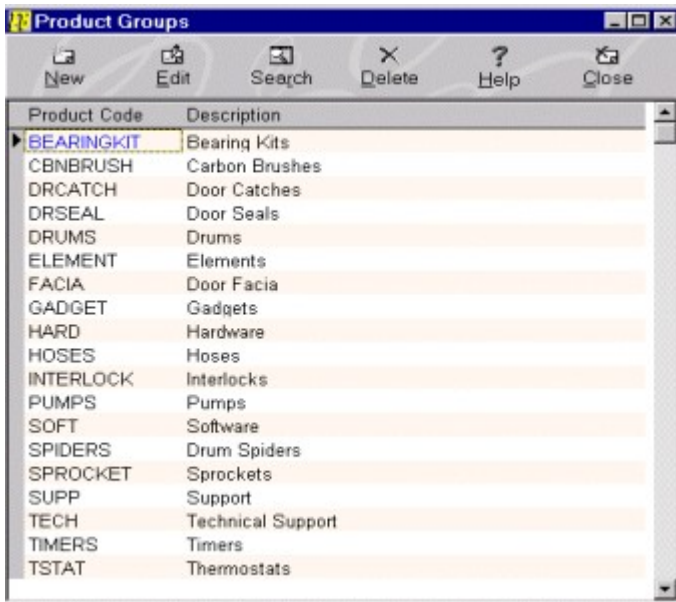 Product Groups
New Edit Search Delete Help Close
Product Code Description
BEARINGKIT Bearing Kits
CBNBRUSH Carbon Brushes
DRCATCH Door Catches
DRSEAL Door Seals
DRUMS Drums
ELEMENT Elements
FACIA Door Facia
GADGET Gadgets
HARD Hardware
HOSES Hoses
INTERLOCK Interlocks
PUMPS Pumps
SOFT Software
SPIDERS Drum Spiders
SPROCKET Sprockets
SUPP Support
TECH Technical Support
TIMERS Timers
TSTAT Thermostats